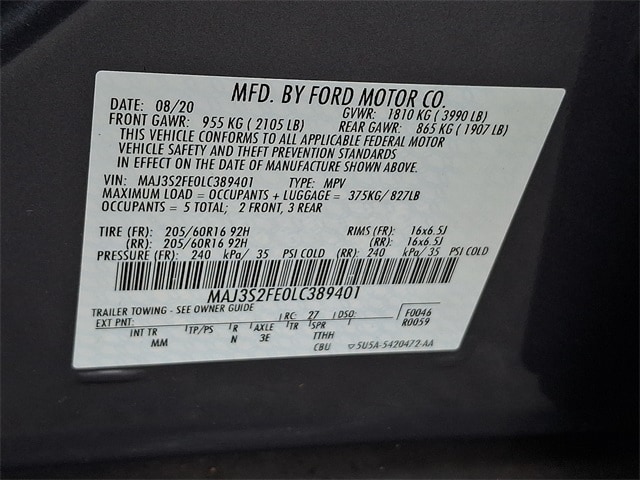 MFD. BY FORD MOTOR CO.
DATE: 08/20 GVWR: 1810 KG ( 3990 LB)
FRONT GAWR: 955 KG ( 2105 LB) REAR GAWR: 865 KG ( 1907 LB)
THIS VEHICLE CONFORMS TO ALL APPLICABLE FEDERAL MOTOR
VEHICLE SAFETY AND THEFT PREVENTION STANDARDS
IN EFFECT ON THE DATE OF MANUFACTURE SHOWN ABOVE.
VIN: MAJ3S2FE0LC389401 TYPE: MPV
MAXIMUM LOAD = OCCUPANTS + LUGGAGE = 375KG/ 827LB
OCCUPANTS = 5 TOTAL; 2 FRONT, 3 REAR
TIRE (FR): 205/60R16 92H RIMS (FR): 16x6.5J
(RR): 205/60R16 92H (RR): 16x6.5J
PRESSURE (FR): 240 kPa/ 35 PSI COLD (RR): 240 kPa/ 35 PSI COLD
MAJ3S2FE0LC389401
TRAILER TOWING - SEE OWNER GUIDE
EXT PNT: RC: 27 DSO: F0046
R0059
INT TR TP/PS R AXLE TR SPR
MM N 3E TTHH
CBU 5U5A-5420472-AA